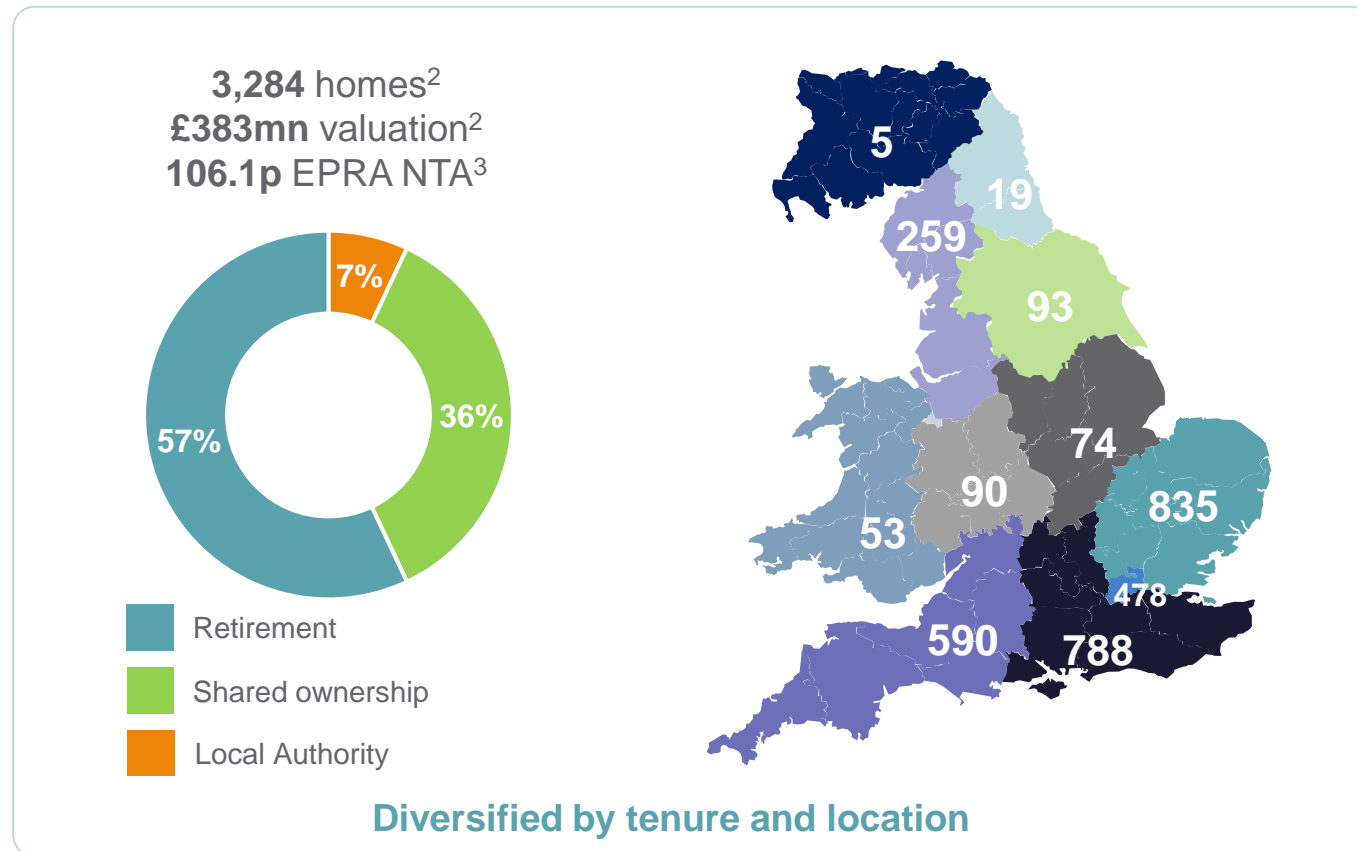 3,284 homes2
£383mn valuation2
106.1p EPRA NTA3
7%
36%
57%
Retirement
Shared ownership
Local Authority
5
19
259
93
74
90
835
53
478
590
788
Diversified by tenure and location